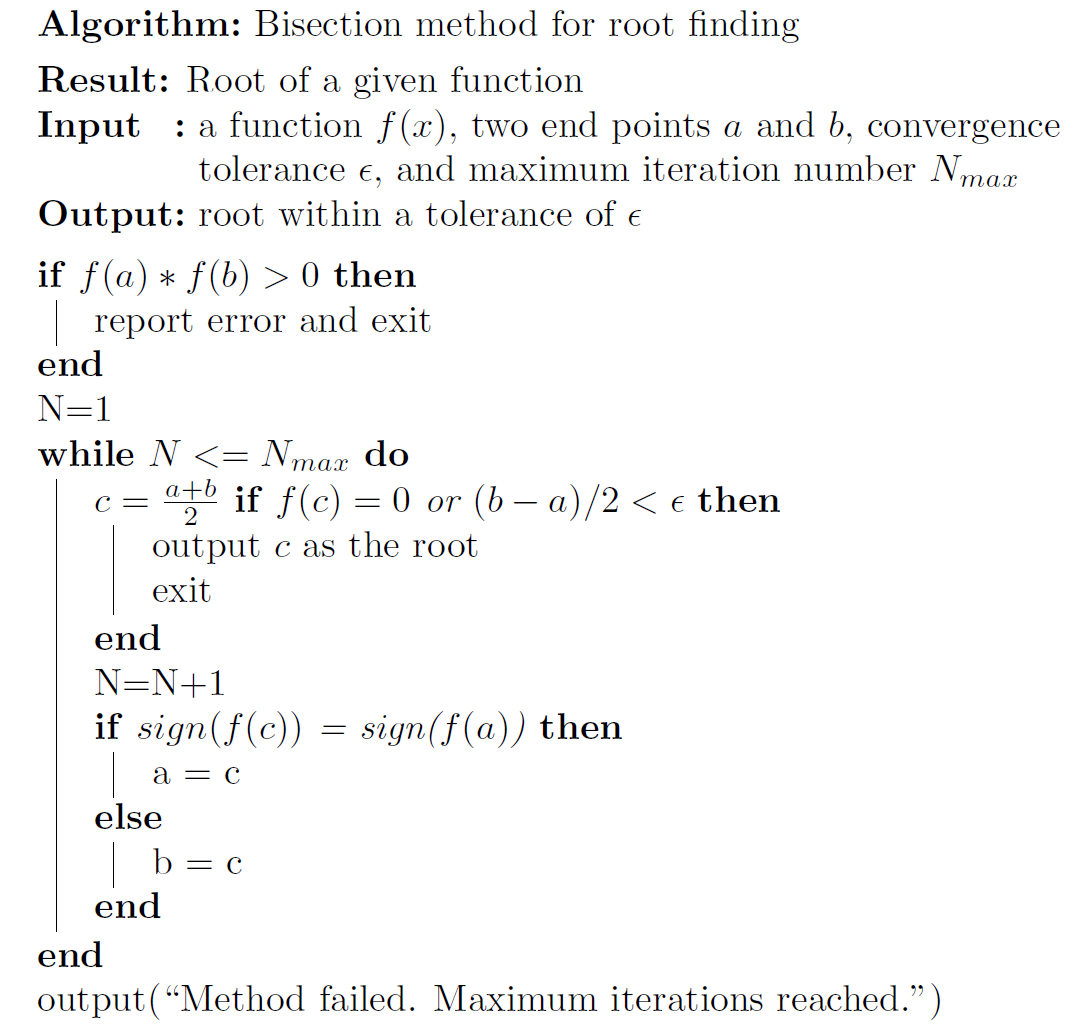 Algorithm: Bisection method for root finding
Result: Root of a given function
Input : a function f(x), two end points a and b, convergence
tolerance ϵ, and maximum iteration number N_{max}
Output: root within a tolerance of ϵ
if f(a) ∗ f(b) > 0 then
report error and exit
end
N=1
while N <= N_{max} do
c = \frac{a+b}{2} if f(c) = 0 or (b − a)/2 < ϵ then
output c as the root
exit
end
N=N+1
if sign(f(c)) = sign(f(a)) then
a = c
else
b = c
end
end
output(“Method failed. Maximum iterations reached.”)